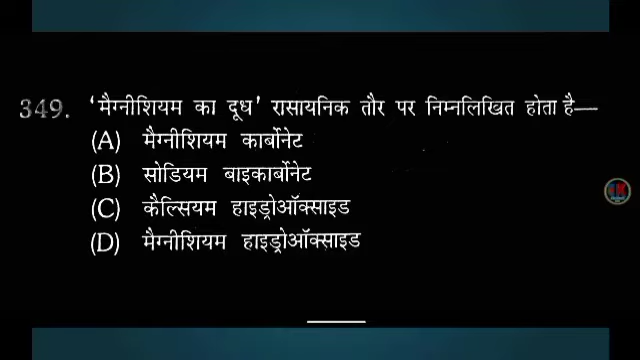 349. ‘मैग्नीशियम का दूध’ रासायनिक तौर पर निम्नलिखित होता है—
(A) मैग्नीशियम कार्बोनेट
(B) सोडियम बाइकार्बोनेट
(C) कैल्सियम हाइड्रोऑक्साइड
(D) मैग्नीशियम हाइड्रोऑक्साइड